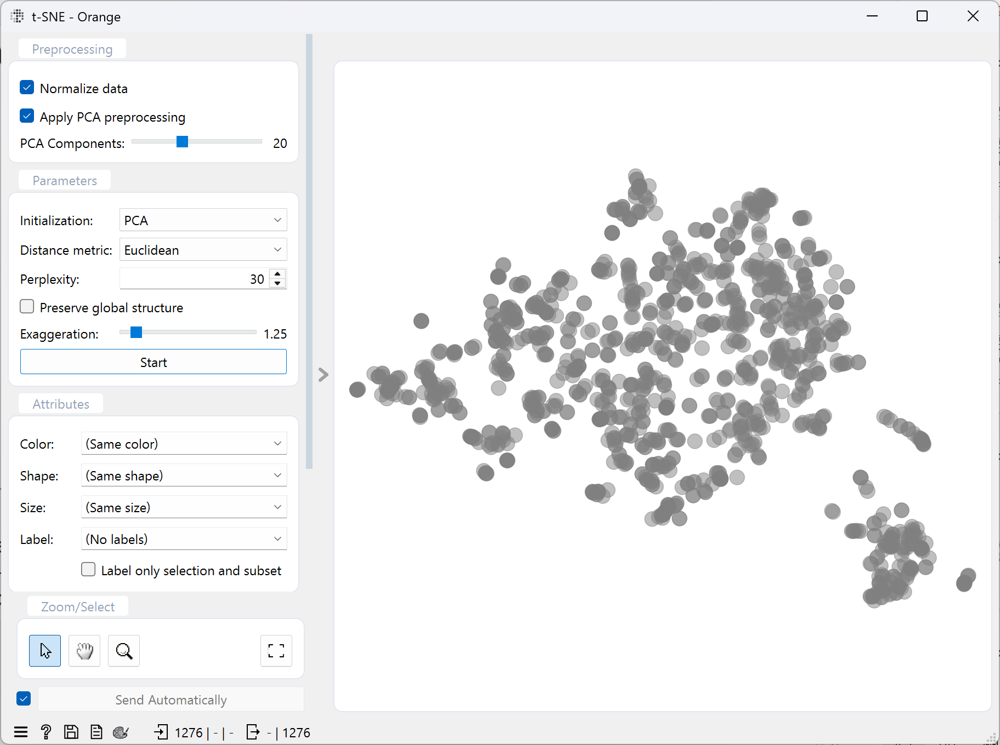 t-SNE - Orange
Preprocessing
Normalize data
Apply PCA preprocessing
PCA Components: 20
Parameters
Initialization: PCA
Distance metric: Euclidean
Perplexity: 30
Preserve global structure
Exaggeration: 1.25
Start
Attributes
Color: (Same color)
Shape: (Same shape)
Size: (Same size)
Label: (No labels)
Label only selection and subset
Zoom/Select
Send Automatically
1276 | - | - - | 1276